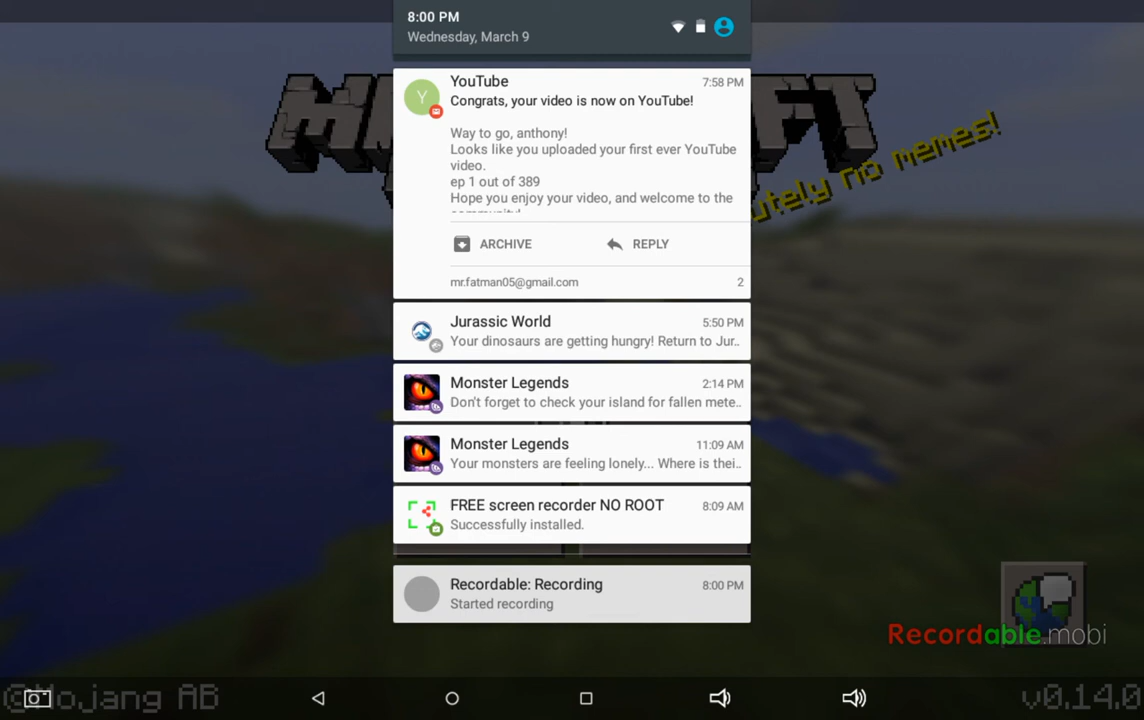 8:00 PM
Wednesday, March 9
YouTube 7:58 PM
Y
Congrats, your video is now on YouTube!
Way to go, anthony!
Looks like you uploaded your first ever YouTube
video.
ep 1 out of 389
Hope you enjoy your video, and welcome to the
ARCHIVE REPLY
mr.fatman05@gmail.com 2
utely no memes!
Jurassic World 5:50 PM
Your dinosaurs are getting hungry! Return to Jur..
Monster Legends 2:14 PM
Don't forget to check your island for fallen mete..
Monster Legends 11:09 AM
Your monsters are feeling lonely... Where is thei..
FREE screen recorder NO ROOT 8:09 AM
Successfully installed.
Recordable: Recording 8:00 PM
Started recording
Recordable.mobi
@Mojang AB
v0.14.0